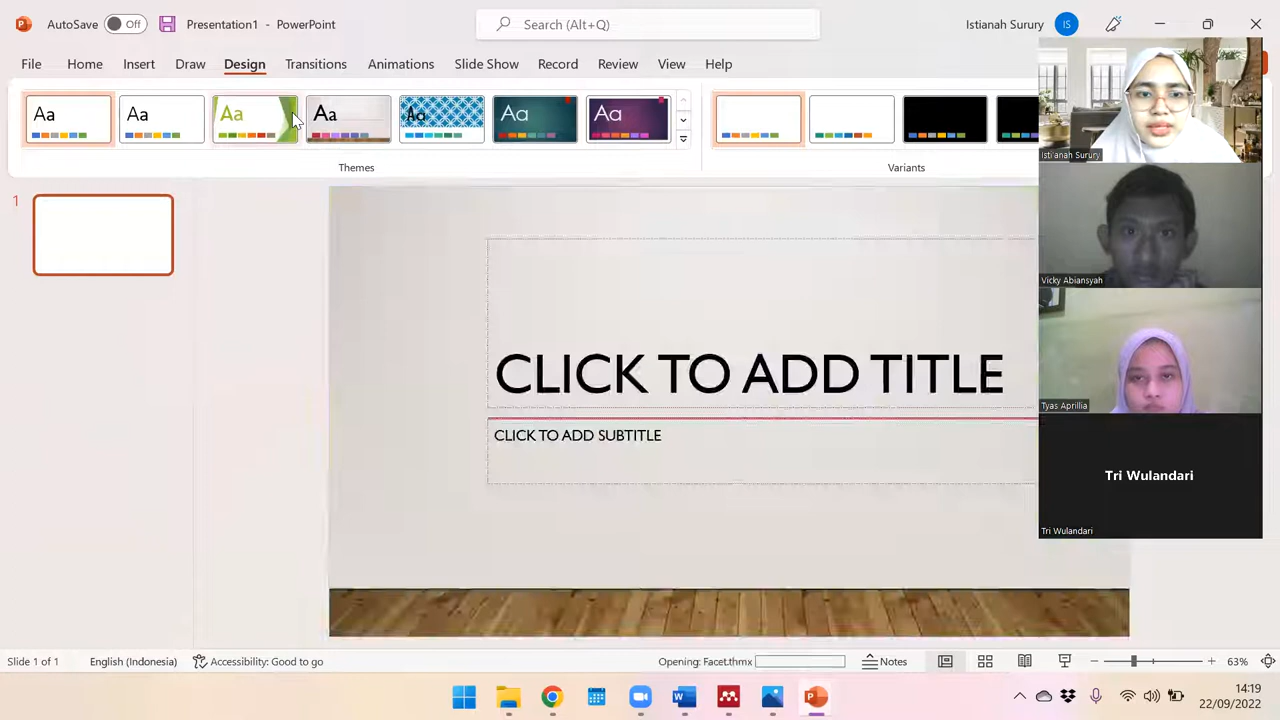 AutoSave
Off
Presentation1 - PowerPoint
Search (Alt+Q)
Istianah Surury
IS
File
Home
Insert
Draw
Design
Transitions
Animations
Slide Show
Record
Review
View
Help
Aa
Aa
Aa
Aa
Aa
Aa
Aa
Themes
Variants
1
CLICK TO ADD TITLE
CLICK TO ADD SUBTITLE
Isti'anah Surury
Vicky Abiansyah
Tyas Aprillia
Tri Wulandari
Tri Wulandari
Slide 1 of 1
English (Indonesia)
Accessibility: Good to go
Opening: Facet.thmx
Notes
63%
14:19
22/09/2022